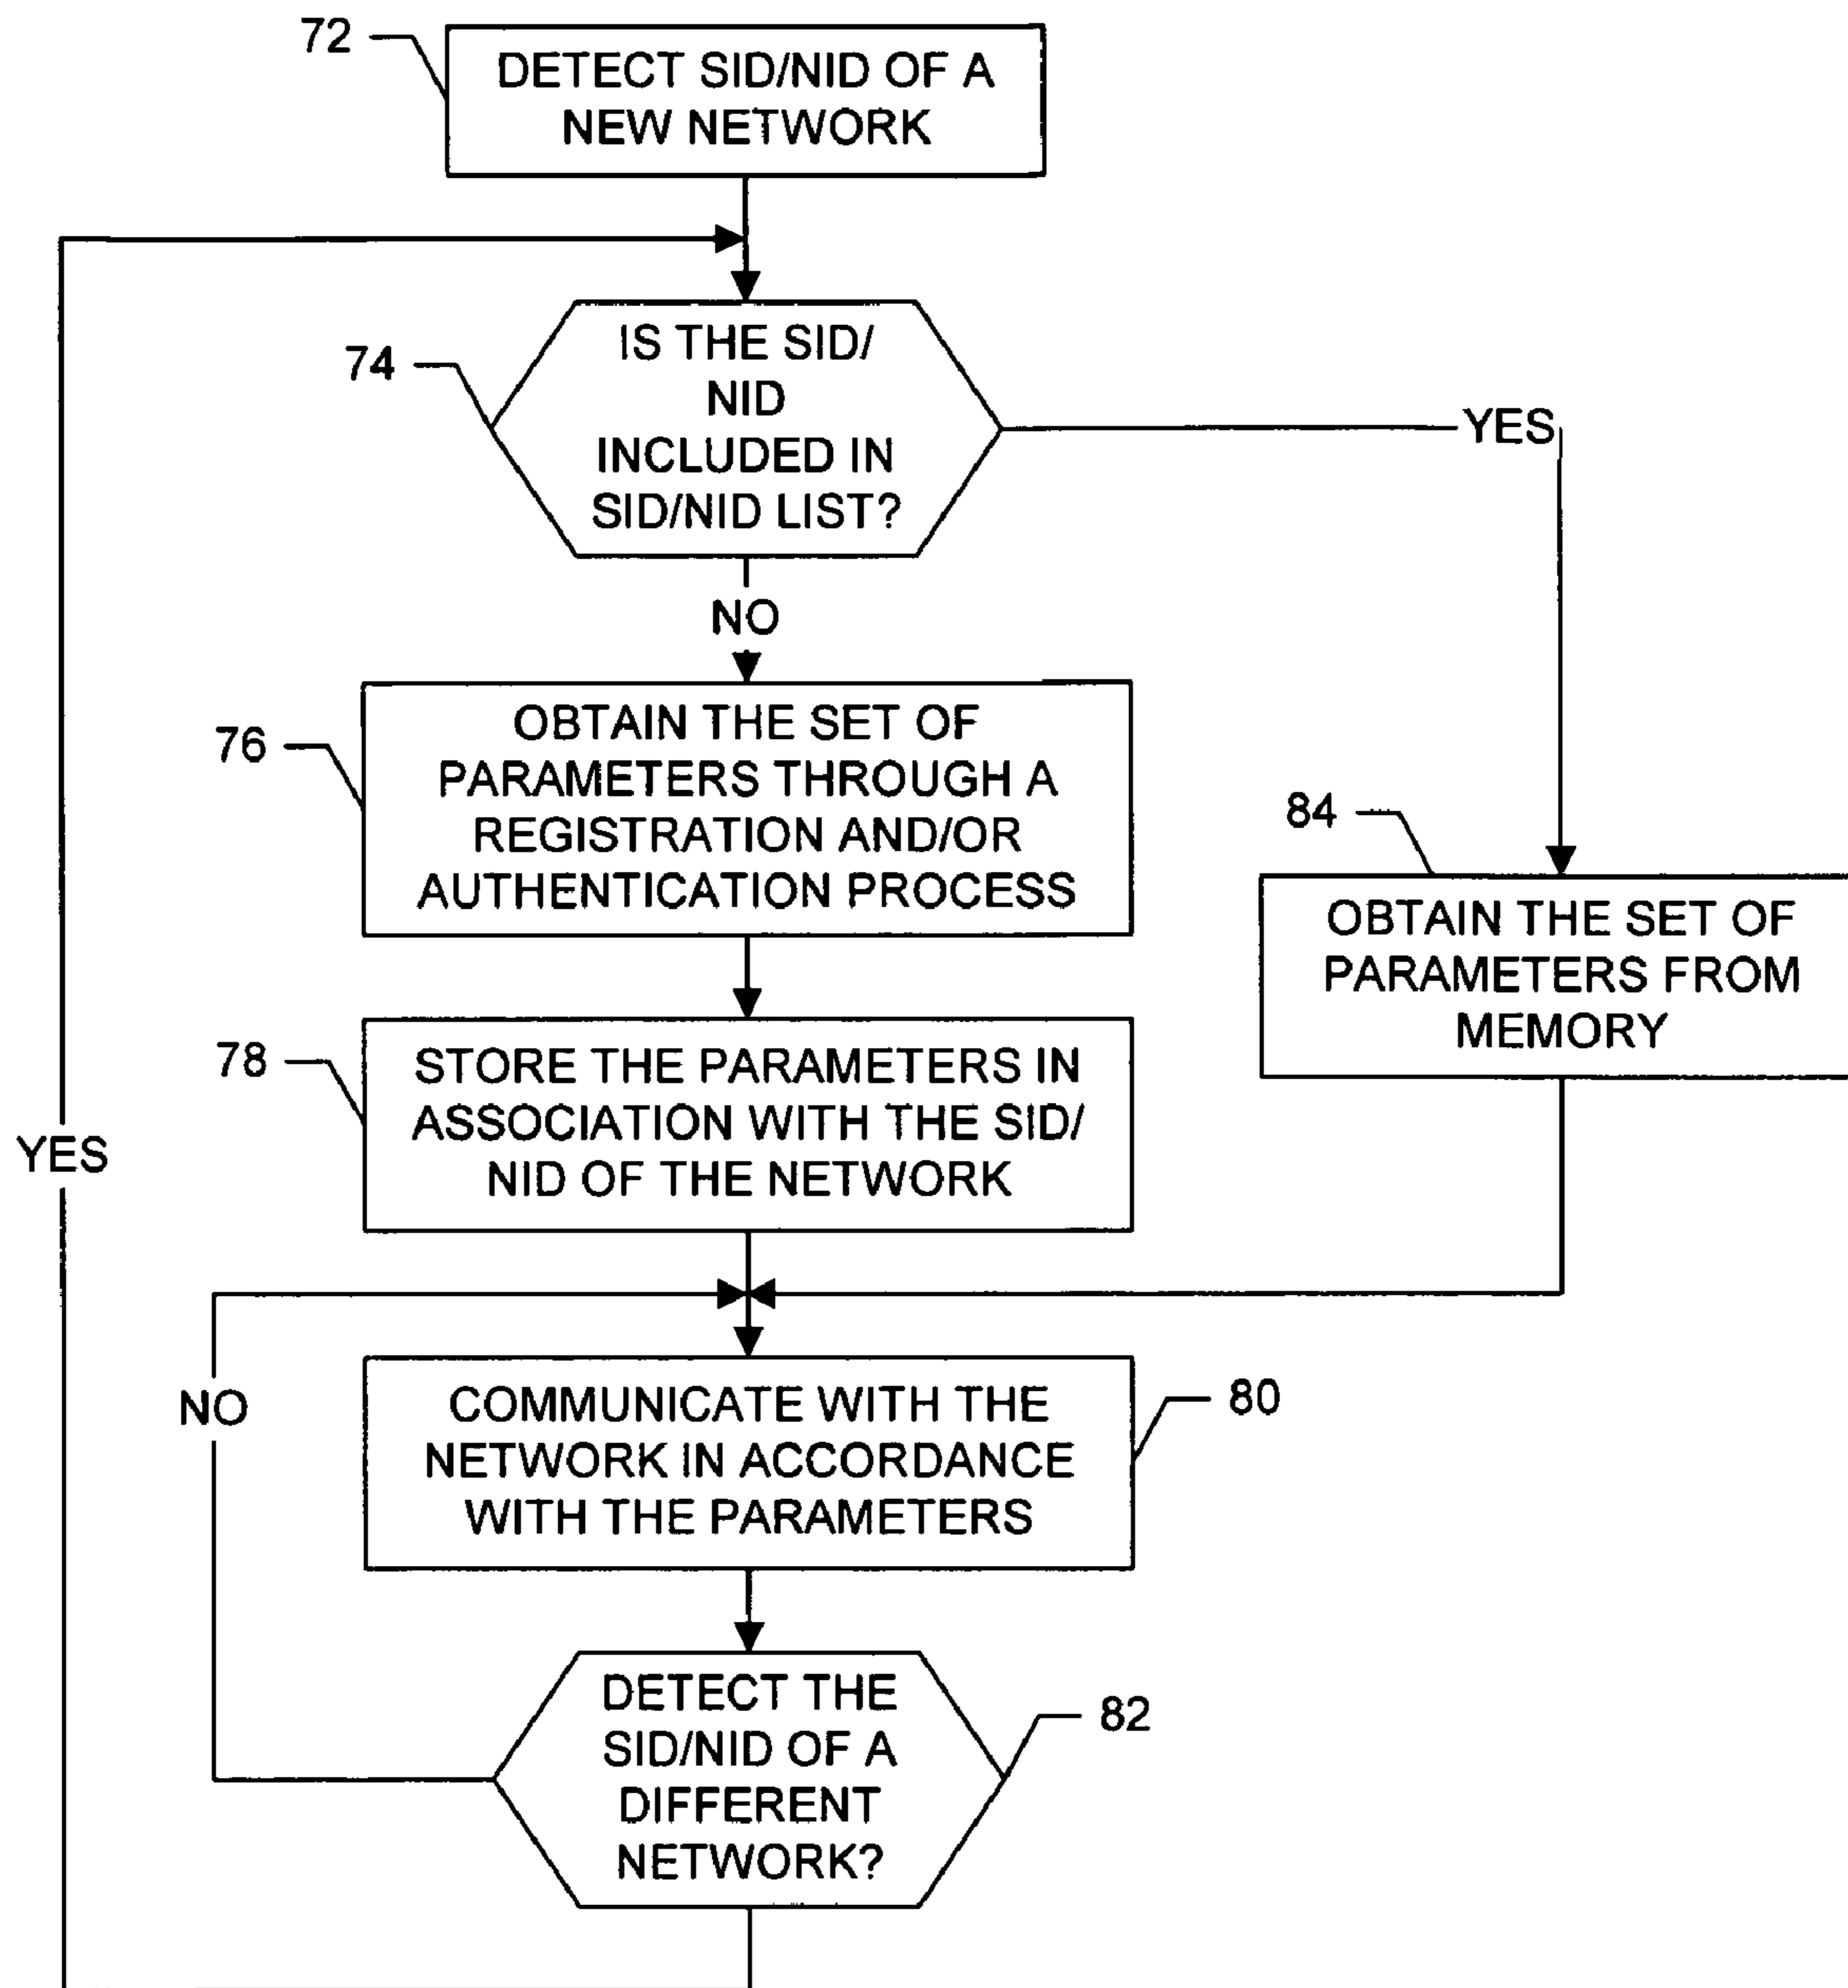 72
DETECT SID/NID OF A
NEW NETWORK
74
IS THE SID/
NID
INCLUDED IN
SID/NID LIST?
YES
NO
76
OBTAIN THE SET OF
PARAMETERS THROUGH A
REGISTRATION AND/OR
AUTHENTICATION PROCESS
84
OBTAIN THE SET OF
PARAMETERS FROM
MEMORY
78
STORE THE PARAMETERS IN
ASSOCIATION WITH THE SID/
NID OF THE NETWORK
YES
NO
COMMUNICATE WITH THE
NETWORK IN ACCORDANCE
WITH THE PARAMETERS
80
DETECT THE
SID/NID OF A
DIFFERENT
NETWORK?
82